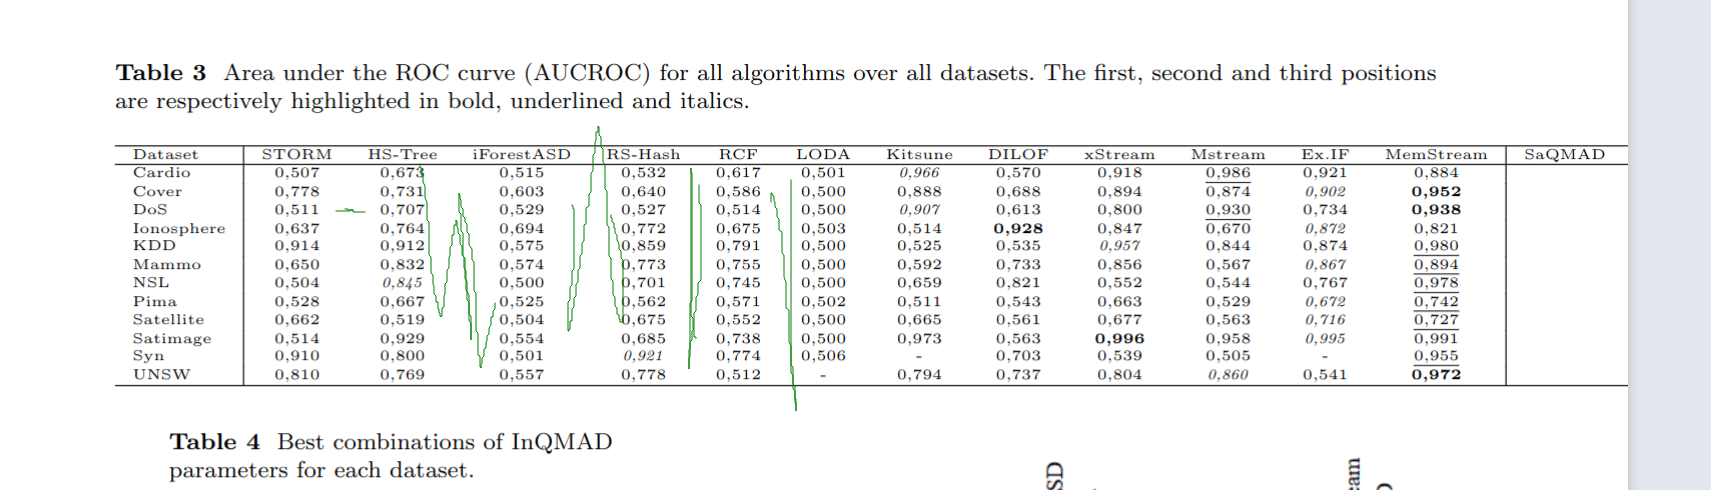 Table 3 Area under the ROC curve (AUCROC) for all algorithms over all datasets. The first, second and third positions
are respectively highlighted in bold, underlined and italics.
Dataset STORM HS-Tree iForestASD RS-Hash RCF LODA Kitsune DILOF xStream Mstream Ex.IF MemStream SaQMAD
Cardio 0,507 0,673 0,515 0,532 0,617 0,501 0,966 0,570 0,918 0,986 0,921 0,884
Cover 0,778 0,731 0,603 0,640 0,586 0,500 0,888 0,688 0,894 0,874 0,902 0,952
DoS 0,511 0,707 0,529 0,527 0,514 0,500 0,907 0,613 0,800 0,930 0,734 0,938
Ionosphere 0,637 0,764 0,694 0,772 0,675 0,503 0,514 0,928 0,847 0,670 0,872 0,821
KDD 0,914 0,912 0,575 0,859 0,791 0,500 0,525 0,535 0,957 0,844 0,874 0,980
Mammo 0,650 0,832 0,574 0,773 0,755 0,500 0,592 0,733 0,856 0,567 0,867 0,894
NSL 0,504 0,845 0,500 0,701 0,745 0,500 0,659 0,821 0,552 0,544 0,767 0,978
Pima 0,528 0,667 0,525 0,562 0,571 0,502 0,511 0,543 0,663 0,529 0,672 0,742
Satellite 0,662 0,519 0,504 0,675 0,552 0,500 0,665 0,561 0,677 0,563 0,716 0,727
Satimage 0,514 0,929 0,554 0,685 0,738 0,500 0,973 0,563 0,996 0,958 0,995 0,991
Syn 0,910 0,800 0,501 0,921 0,774 0,506 - 0,703 0,539 0,505 - 0,955
UNSW 0,810 0,769 0,557 0,778 0,512 - 0,794 0,737 0,804 0,860 0,541 0,972
Table 4 Best combinations of InQMAD
parameters for each dataset.
SD
eam